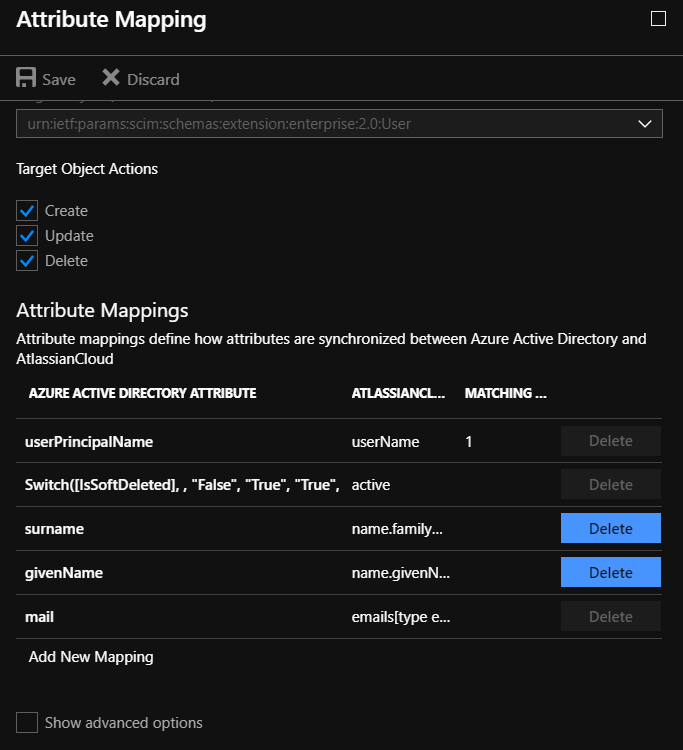 Attribute Mapping
Save Discard
urn:ietf:params:scim:schemas:extension:enterprise:2.0:User
Target Object Actions
Create
Update
Delete
Attribute Mappings
Attribute mappings define how attributes are synchronized between Azure Active Directory and
AtlassianCloud
AZURE ACTIVE DIRECTORY ATTRIBUTE ATLASSIANCL... MATCHING ...
userPrincipalName userName 1 Delete
Switch([IsSoftDeleted], , "False", "True", "True", active Delete
surname name.family... Delete
givenName name.givenN... Delete
mail emails[type e... Delete
Add New Mapping
Show advanced options